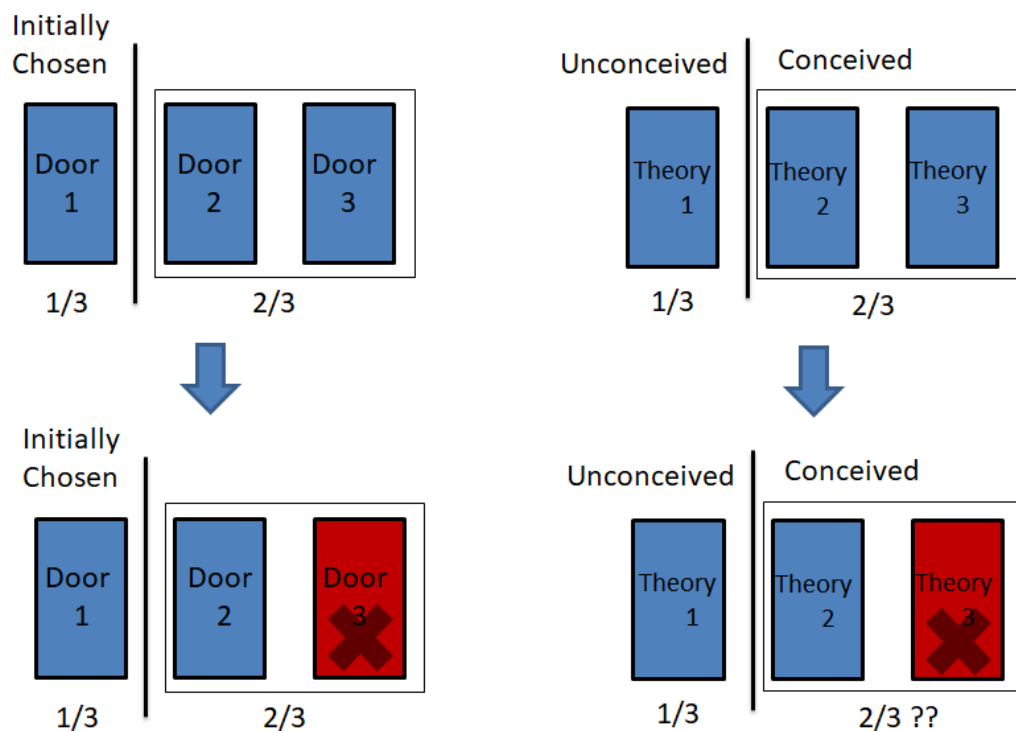 Initially
Chosen
Door
1
Door
2
Door
3
1/3
2/3
Unconceived
Conceived
Theory
1
Theory
2
Theory
3
1/3
2/3
Initially
Chosen
Door
1
Door
2
Door
3
1/3
2/3
Unconceived
Conceived
Theory
1
Theory
2
Theory
3
1/3
2/3 ??